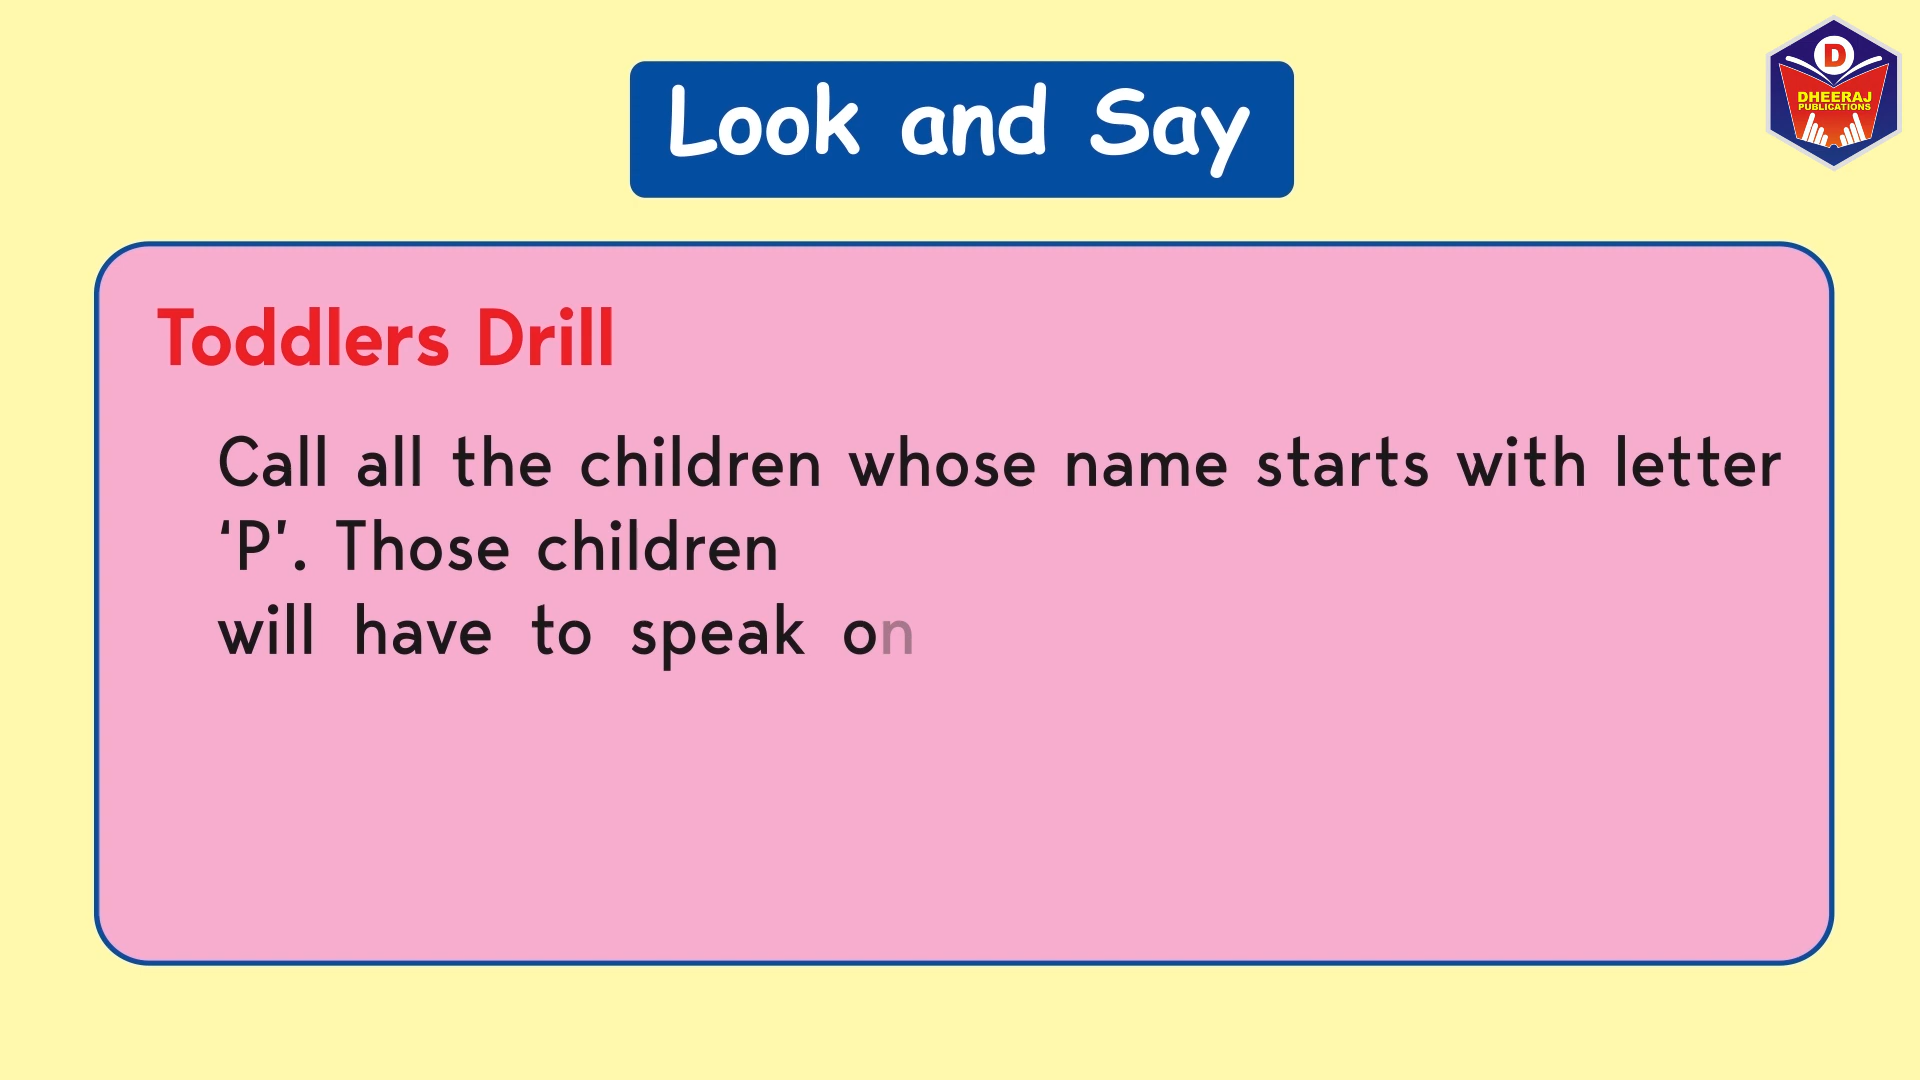 D
DHEERAJ
PUBLICATIONS
Look and Say
Toddlers Drill
Call all the children whose name starts with letter
‘P’. Those children
will have to speak on